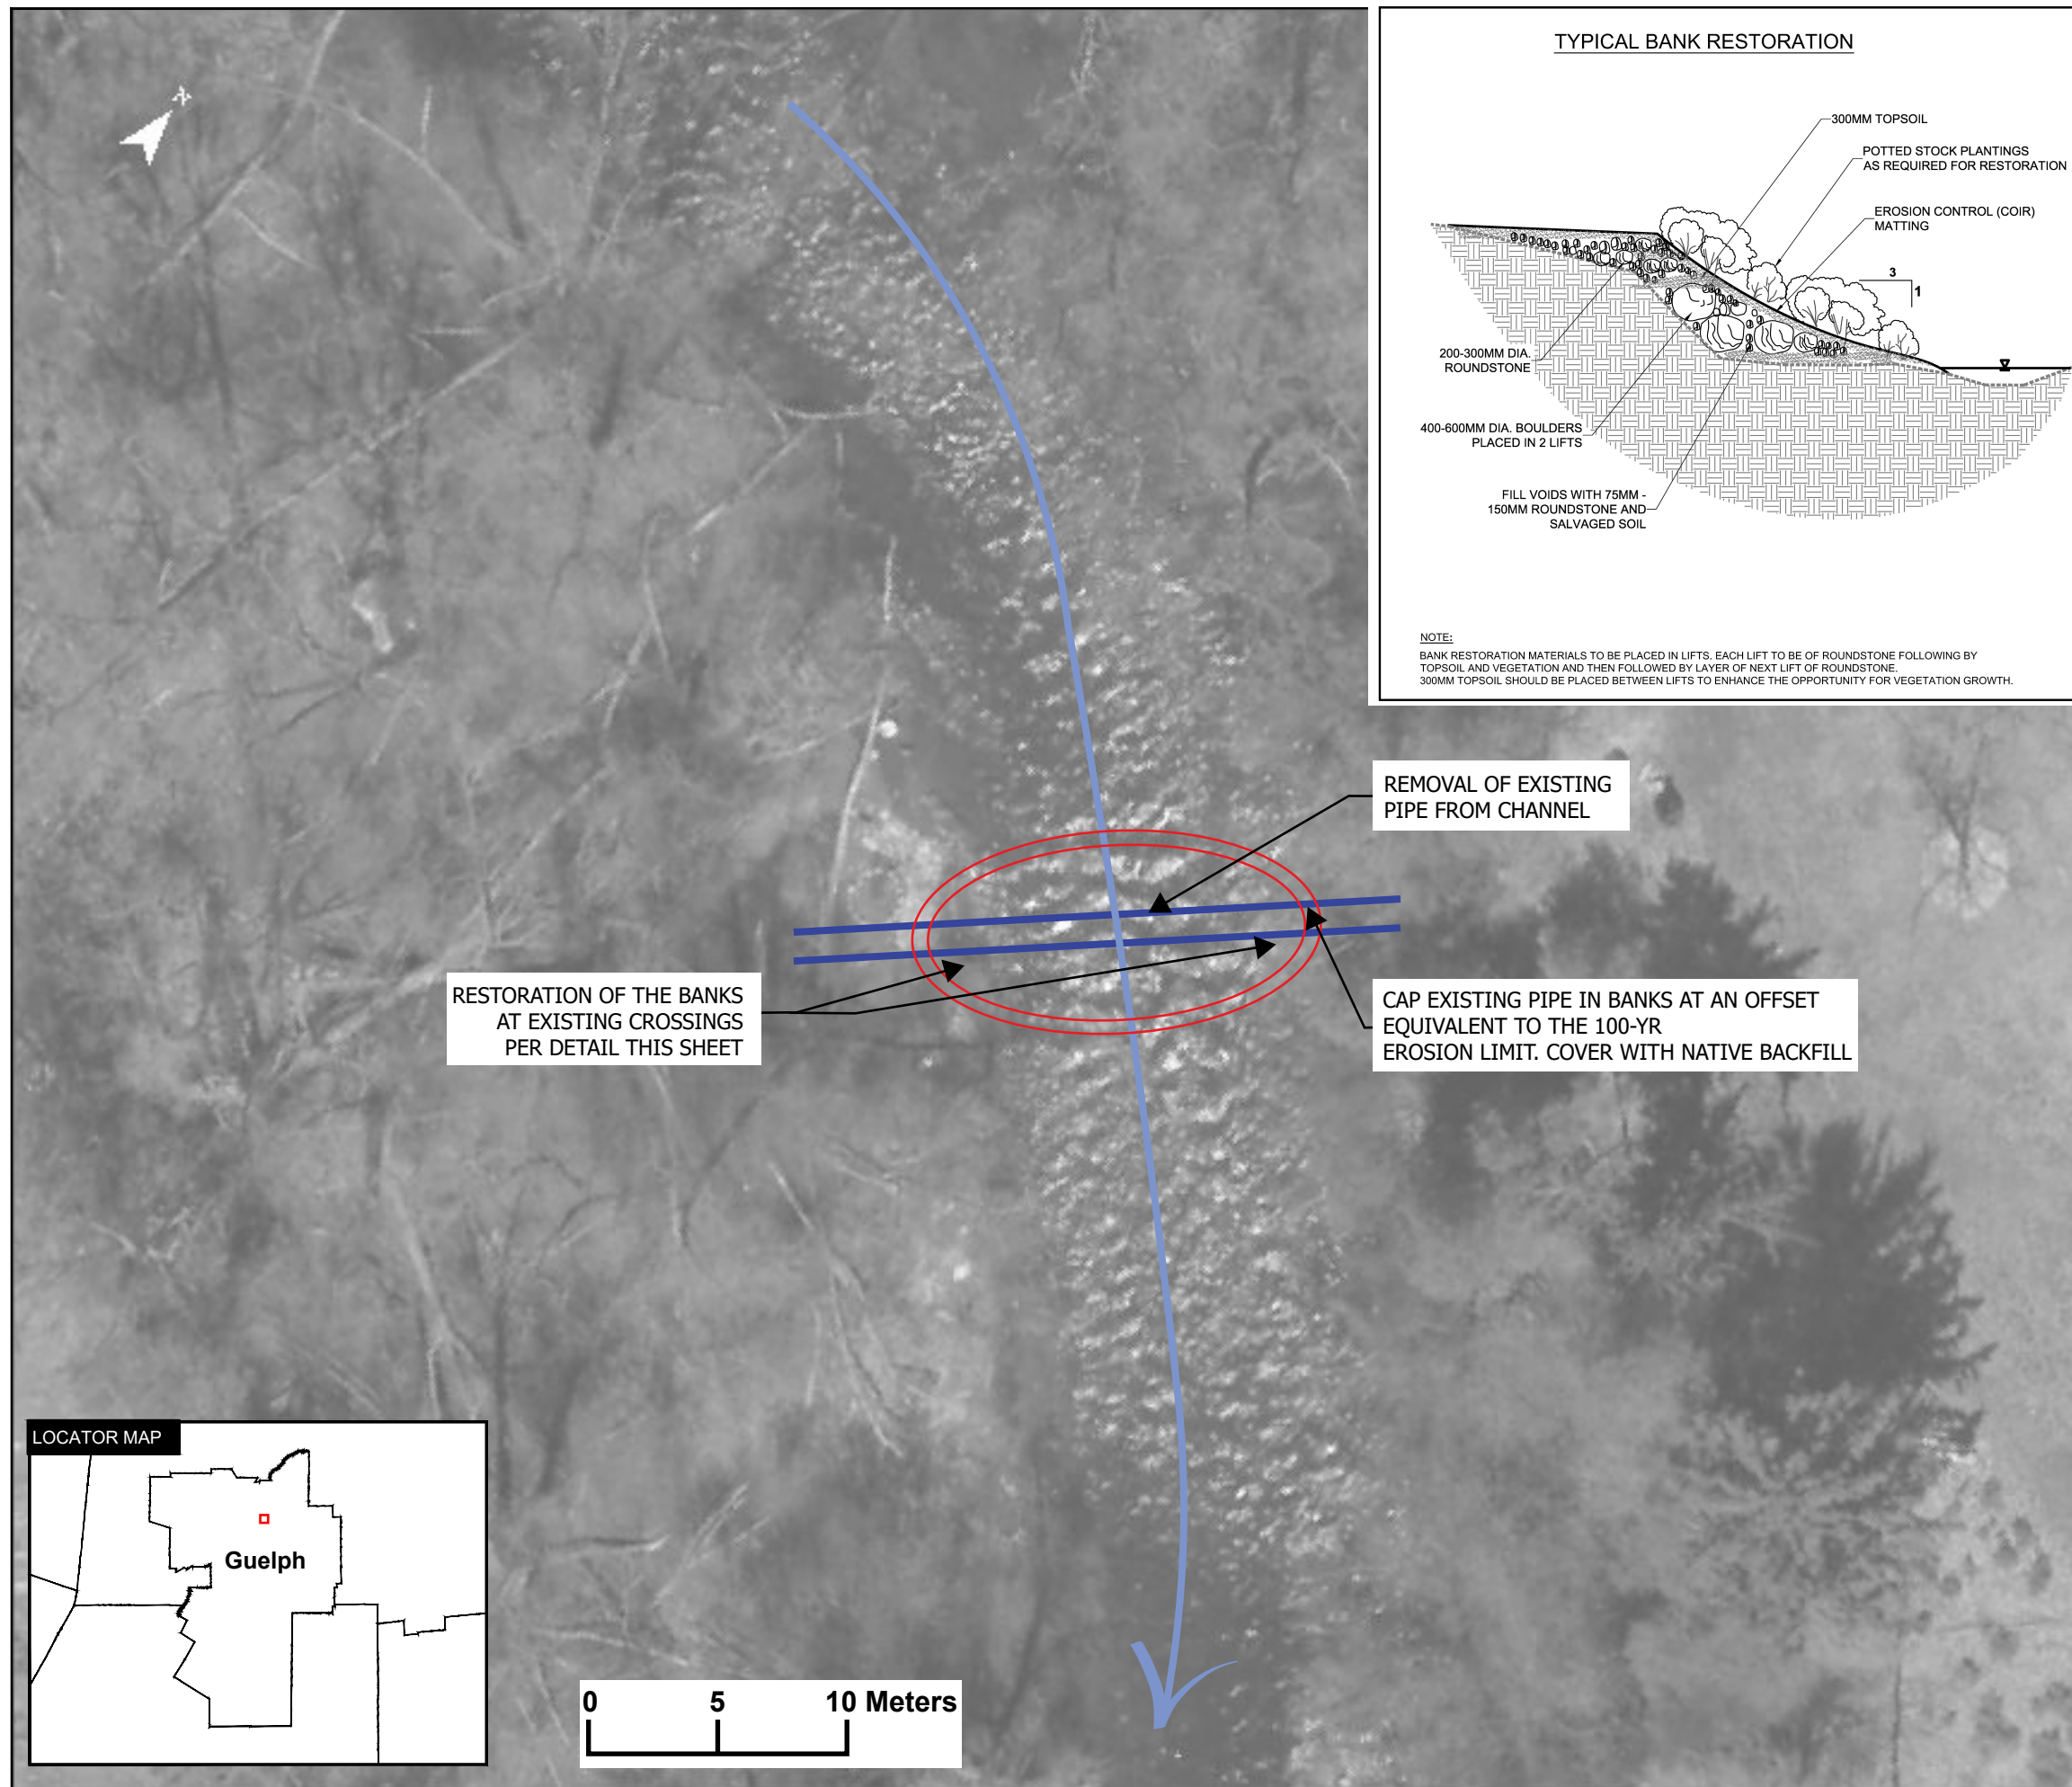 TYPICAL BANK RESTORATION
300MM TOPSOIL
POTTED STOCK PLANTINGS
AS REQUIRED FOR RESTORATION
EROSION CONTROL (COIR)
MATTING
3
1
200-300MM DIA.
ROUNDSTONE
400-600MM DIA. BOULDERS
PLACED IN 2 LIFTS
FILL VOIDS WITH 75MM -
150MM ROUNDSTONE AND
SALVAGED SOIL
NOTE:
BANK RESTORATION MATERIALS TO BE PLACED IN LIFTS. EACH LIFT TO BE OF ROUNDSTONE FOLLOWING BY
TOPSOIL AND VEGETATION AND THEN FOLLOWED BY LAYER OF NEXT LIFT OF ROUNDSTONE.
300MM TOPSOIL SHOULD BE PLACED BETWEEN LIFTS TO ENHANCE THE OPPORTUNITY FOR VEGETATION GROWTH.
REMOVAL OF EXISTING
PIPE FROM CHANNEL
RESTORATION OF THE BANKS
AT EXISTING CROSSINGS
PER DETAIL THIS SHEET
CAP EXISTING PIPE IN BANKS AT AN OFFSET
EQUIVALENT TO THE 100-YR
EROSION LIMIT. COVER WITH NATIVE BACKFILL
LOCATOR MAP
Guelph
0 5 10 Meters